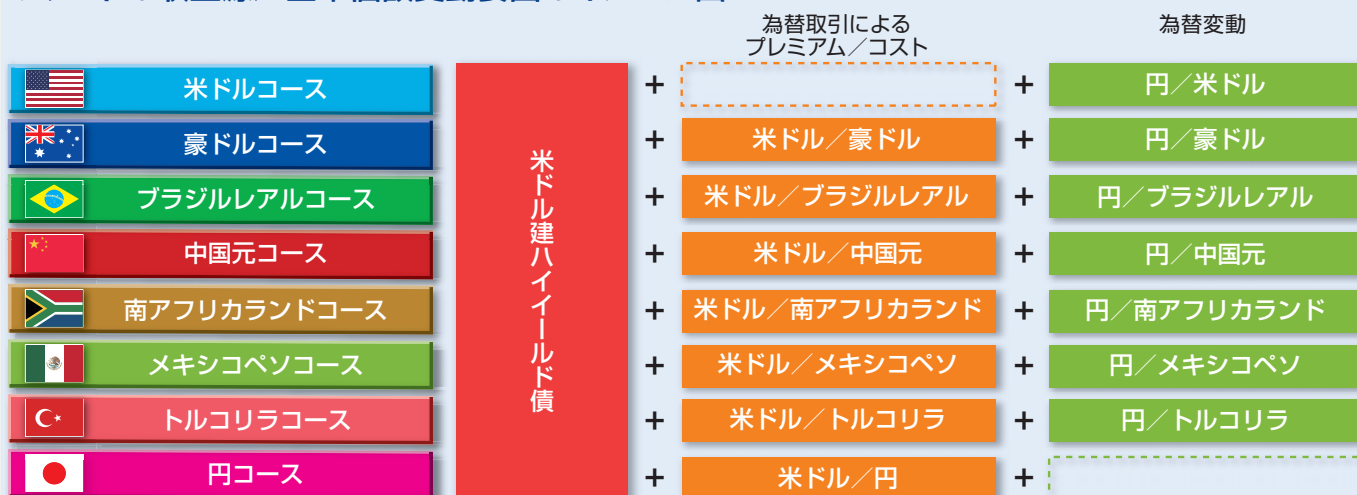 為替取引による
プレミアム／コスト
為替変動
米ドルコース
+
+
円／米ドル
豪ドルコース
+
米ドル／豪ドル
+
円／豪ドル
ブラジルレアルコース
+
米ドル／ブラジルレアル
+
円／ブラジルレアル
中国元コース
+
米ドル／中国元
+
円／中国元
南アフリカランドコース
+
米ドル／南アフリカランド
+
円／南アフリカランド
メキシコペソコース
+
米ドル／メキシコペソ
+
円／メキシコペソ
トルコリラコース
+
米ドル／トルコリラ
+
円／トルコリラ
円コース
+
米ドル／円
+
米ドル建ハイイールド債